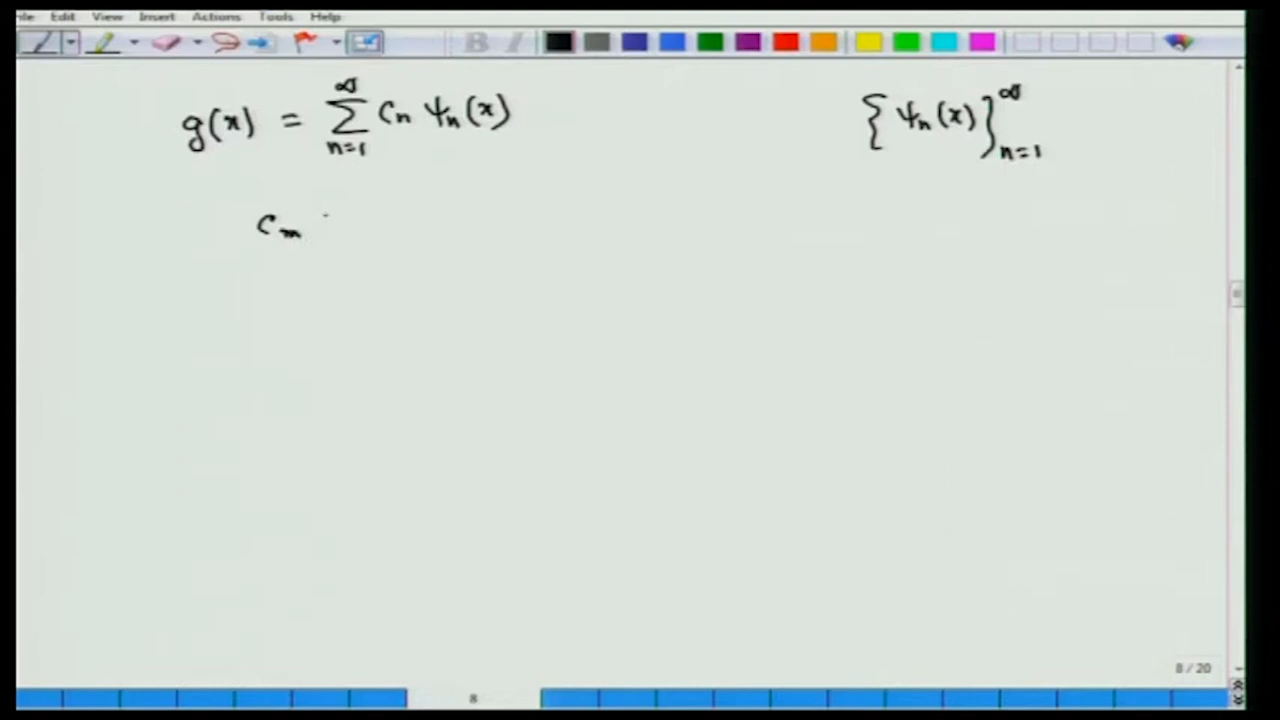 File Edit View Insert Actions Tools Help
B I
g(x) = ∑_{n=1}^{∞} C_n ψ_n(x)
{ψ_n(x)}_{n=1}^{∞}
C_m
8 / 20
8